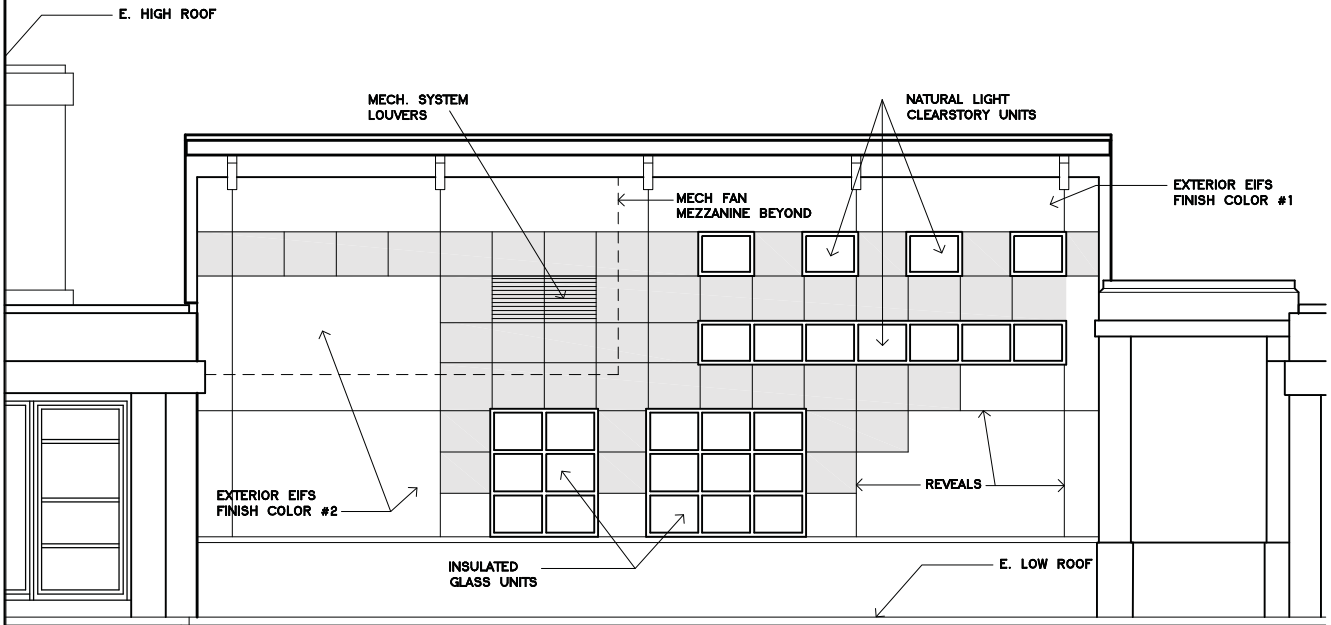 E. HIGH ROOF
MECH. SYSTEM
LOUVERS
NATURAL LIGHT
CLEARSTORY UNITS
MECH FAN
MEZZANINE BEYOND
EXTERIOR EIFS
FINISH COLOR #1
EXTERIOR EIFS
FINISH COLOR #2
REVEALS
INSULATED
GLASS UNITS
E. LOW ROOF